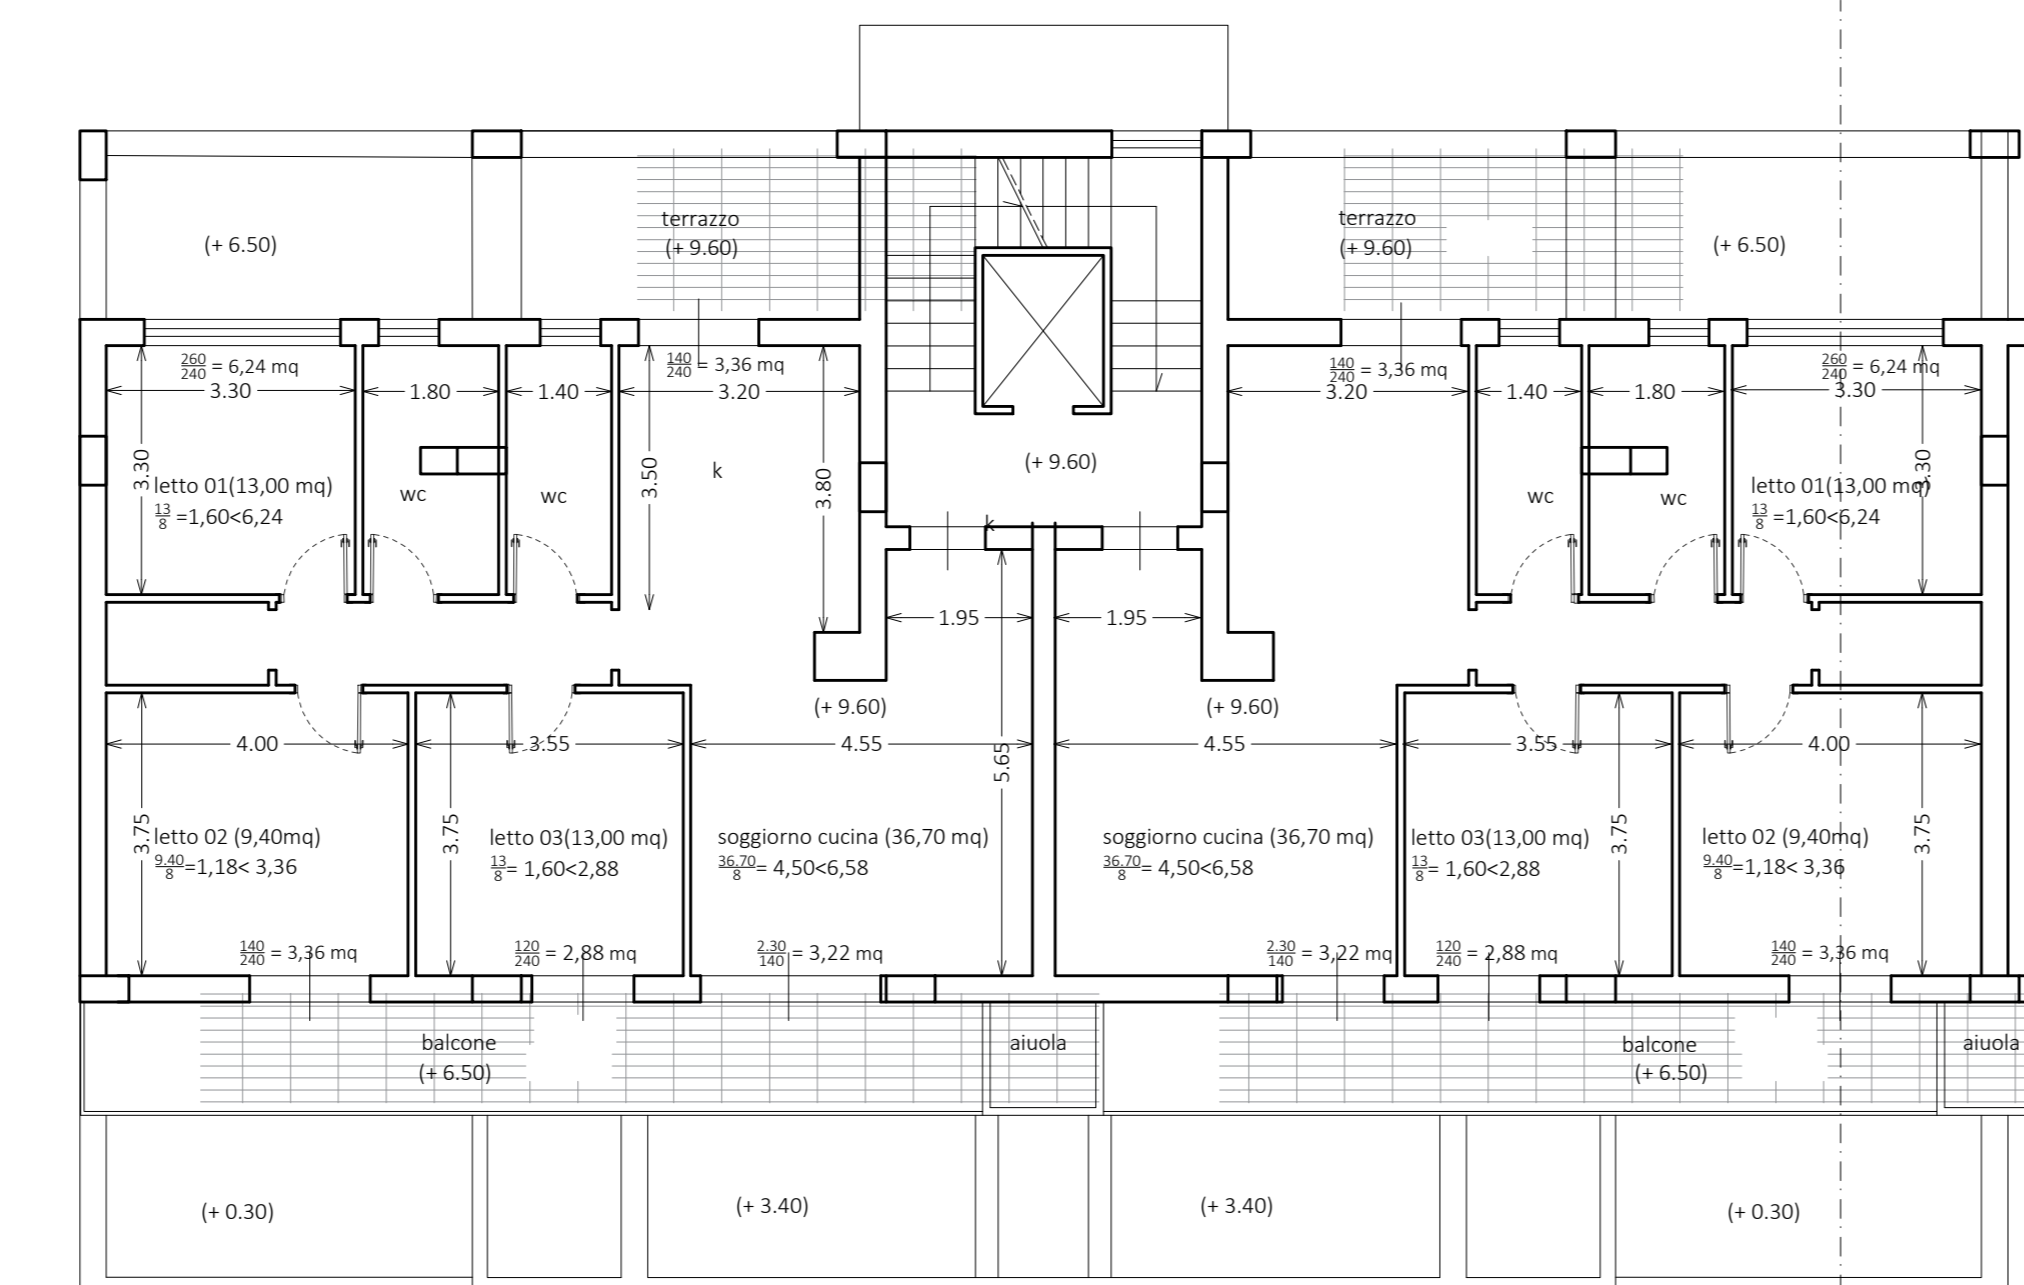 terrazzo
(+ 9.60)
(+ 6.50)
terrazzo
(+ 9.60)
(+ 6.50)
260/240 = 6,24 mq
3.30
1.80
1.40
140/240 = 3,36 mq
3.20
140/240 = 3,36 mq
3.20
1.40
1.80
260/240 = 6,24 mq
3.30
3.30
letto 01(13,00 mq)
13/8 =1,60<6,24
wc
wc
3.50
k
3.80
(+ 9.60)
k
wc
wc
letto 01(13,00 mq)
13/8 =1,60<6,24
3.30
1.95
1.95
(+ 9.60)
(+ 9.60)
4.00
3.55
4.55
5.65
4.55
3.55
4.00
3.75
letto 02 (9,40mq)
9.40/8=1,18< 3,36
3.75
letto 03(13,00 mq)
13/8= 1,60<2,88
soggiorno cucina (36,70 mq)
36.70/8= 4,50<6,58
soggiorno cucina (36,70 mq)
36.70/8= 4,50<6,58
letto 03(13,00 mq)
13/8= 1,60<2,88
3.75
letto 02 (9,40mq)
9.40/8=1,18< 3,36
3.75
140/240 = 3,36 mq
120/240 = 2,88 mq
2.30/140 = 3,22 mq
2.30/140 = 3,22 mq
120/240 = 2,88 mq
140/240 = 3,36 mq
balcone
(+ 6.50)
aiuola
balcone
(+ 6.50)
aiuola
(+ 0.30)
(+ 3.40)
(+ 3.40)
(+ 0.30)